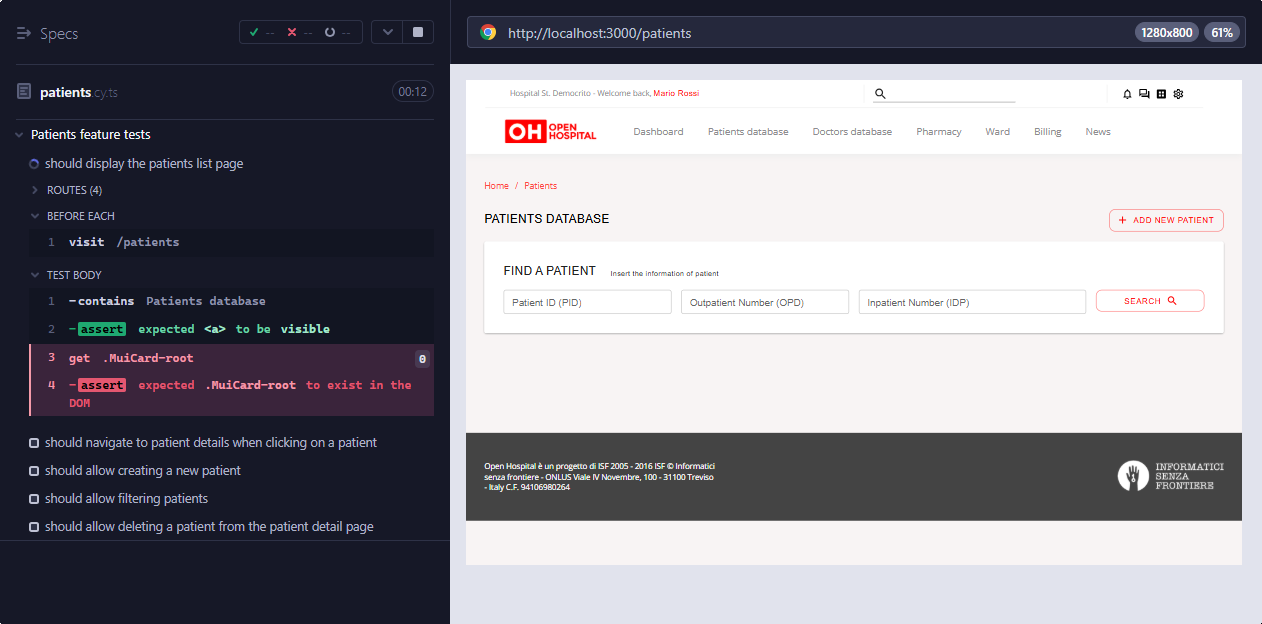 Specs
-- -- --
patients.cy.ts
00:12
Patients feature tests
should display the patients list page
ROUTES (4)
BEFORE EACH
1 visit /patients
TEST BODY
1 -contains Patients database
2 -assert expected <a> to be visible
3 get .MuiCard-root 0
4 -assert expected .MuiCard-root to exist in the
DOM
should navigate to patient details when clicking on a patient
should allow creating a new patient
should allow filtering patients
should allow deleting a patient from the patient detail page
http://localhost:3000/patients
1280x800 61%
Hospital St. Democrito - Welcome back, Mario Rossi
OH OPEN
HOSPITAL
Dashboard Patients database Doctors database Pharmacy Ward Billing News
Home / Patients
PATIENTS DATABASE
+ ADD NEW PATIENT
FIND A PATIENT Insert the information of patient
Patient ID (PID) Outpatient Number (OPD) Inpatient Number (IDP) SEARCH
Open Hospital è un progetto di ISF 2005 - 2016 ISF © Informatici
senza frontiere - ONLUS Viale IV Novembre, 100 - 31100 Treviso
- Italy C.F. 94106980264
INFORMATICI
SENZA
FRONTIERE